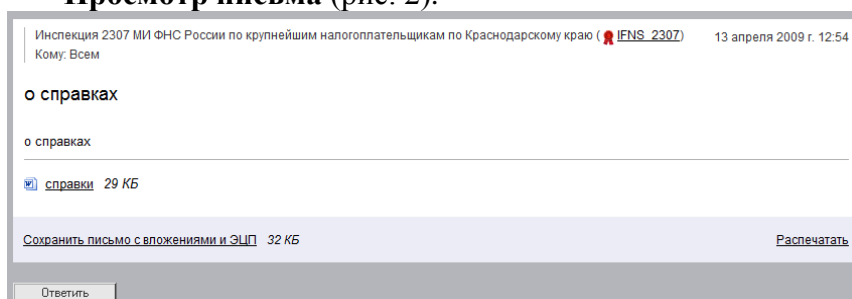 Просмотр письма (рис. 2).
Инспекция 2307 МИ ФНС России по крупнейшим налогоплательщикам по Краснодарскому краю ( IFNS_2307) 13 апреля 2009 г. 12:54
Кому: Всем
о справках
о справках
справки 29 КБ
Сохранить письмо с вложениями и ЭЦП 32 КБ Распечатать
Ответить